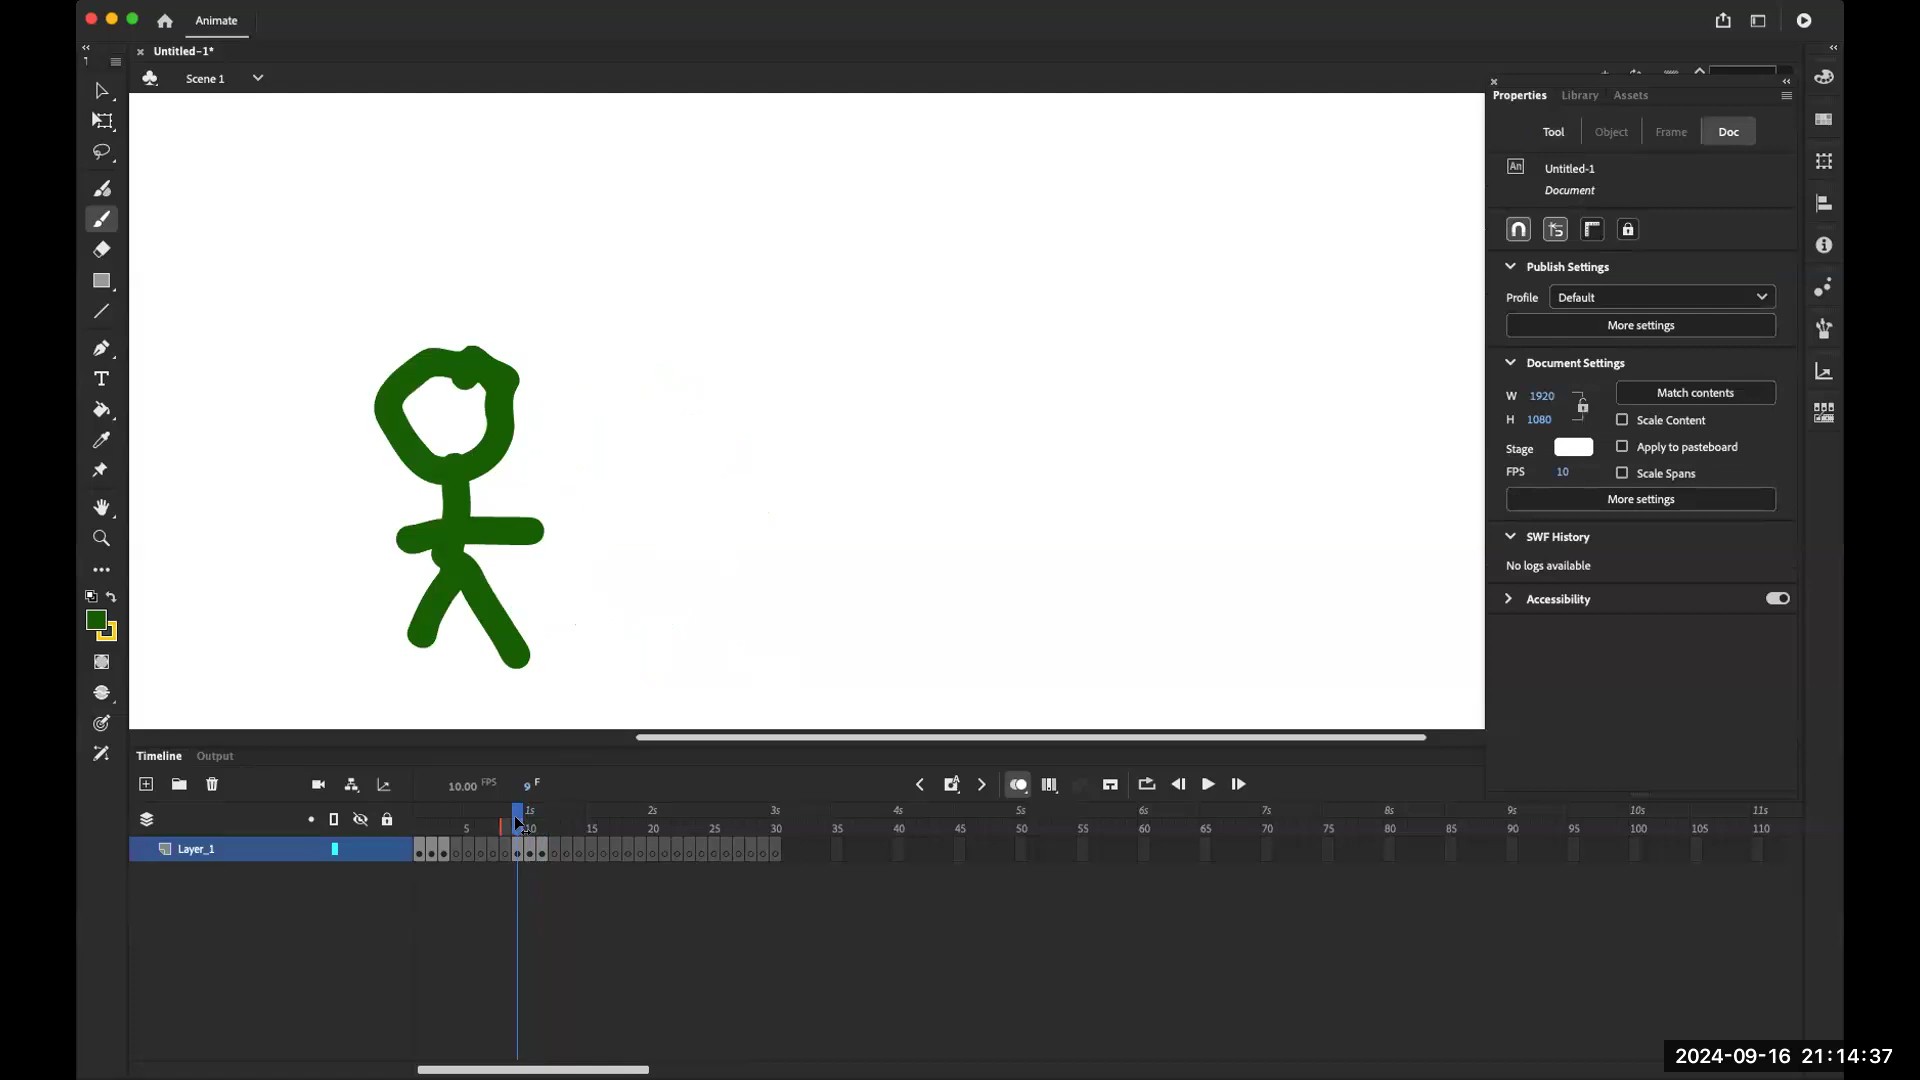 Animate
Untitled-1*
Scene 1
Properties Library Assets
Tool Object Frame Doc
An Untitled-1
Document
Publish Settings
Profile Default
More settings
Document Settings
W 1920 Match contents
H 1080 Scale Content
Stage Apply to pasteboard
FPS 10 Scale Spans
More settings
SWF History
No logs available
Accessibility
Timeline Output
10.00 FPS 9 F
1s 2s 3s 4s 5s 6s 7s 8s 9s 10s 11s
5 10 15 20 25 30 35 40 45 50 55 60 65 70 75 80 85 90 95 100 105 110
Layer_1
2024-09-16 21:14:37